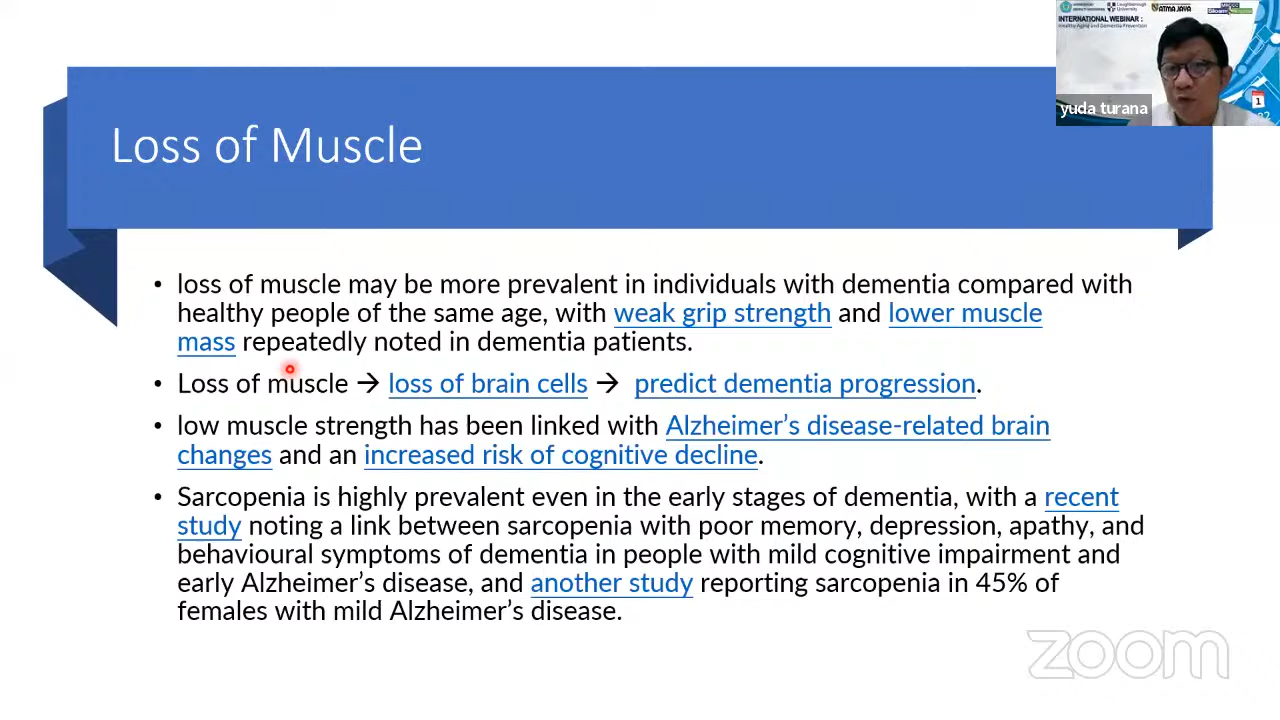 Loughborough
University
ATMA JAYA
INTERNATIONAL WEBINAR :
Healthy Aging and Dementia Prevention
yuda turana
1
Loss of Muscle
• loss of muscle may be more prevalent in individuals with dementia compared with
healthy people of the same age, with weak grip strength and lower muscle
mass repeatedly noted in dementia patients.
• Loss of muscle → loss of brain cells → predict dementia progression.
• low muscle strength has been linked with Alzheimer’s disease-related brain
changes and an increased risk of cognitive decline.
• Sarcopenia is highly prevalent even in the early stages of dementia, with a recent
study noting a link between sarcopenia with poor memory, depression, apathy, and
behavioural symptoms of dementia in people with mild cognitive impairment and
early Alzheimer’s disease, and another study reporting sarcopenia in 45% of
females with mild Alzheimer’s disease.
zoom